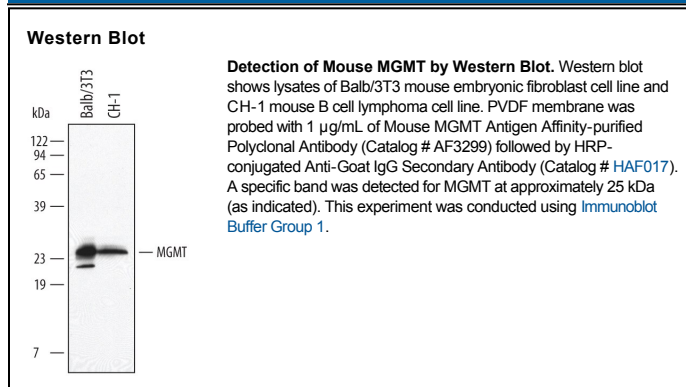 Western Blot
Balb/3T3
CH-1
kDa
122
94
65
39
23
19
7
MGMT
Detection of Mouse MGMT by Western Blot. Western blot
shows lysates of Balb/3T3 mouse embryonic fibroblast cell line and
CH-1 mouse B cell lymphoma cell line. PVDF membrane was
probed with 1 µg/mL of Mouse MGMT Antigen Affinity-purified
Polyclonal Antibody (Catalog # AF3299) followed by HRP-
conjugated Anti-Goat IgG Secondary Antibody (Catalog # HAF017).
A specific band was detected for MGMT at approximately 25 kDa
(as indicated). This experiment was conducted using Immunoblot
Buffer Group 1.